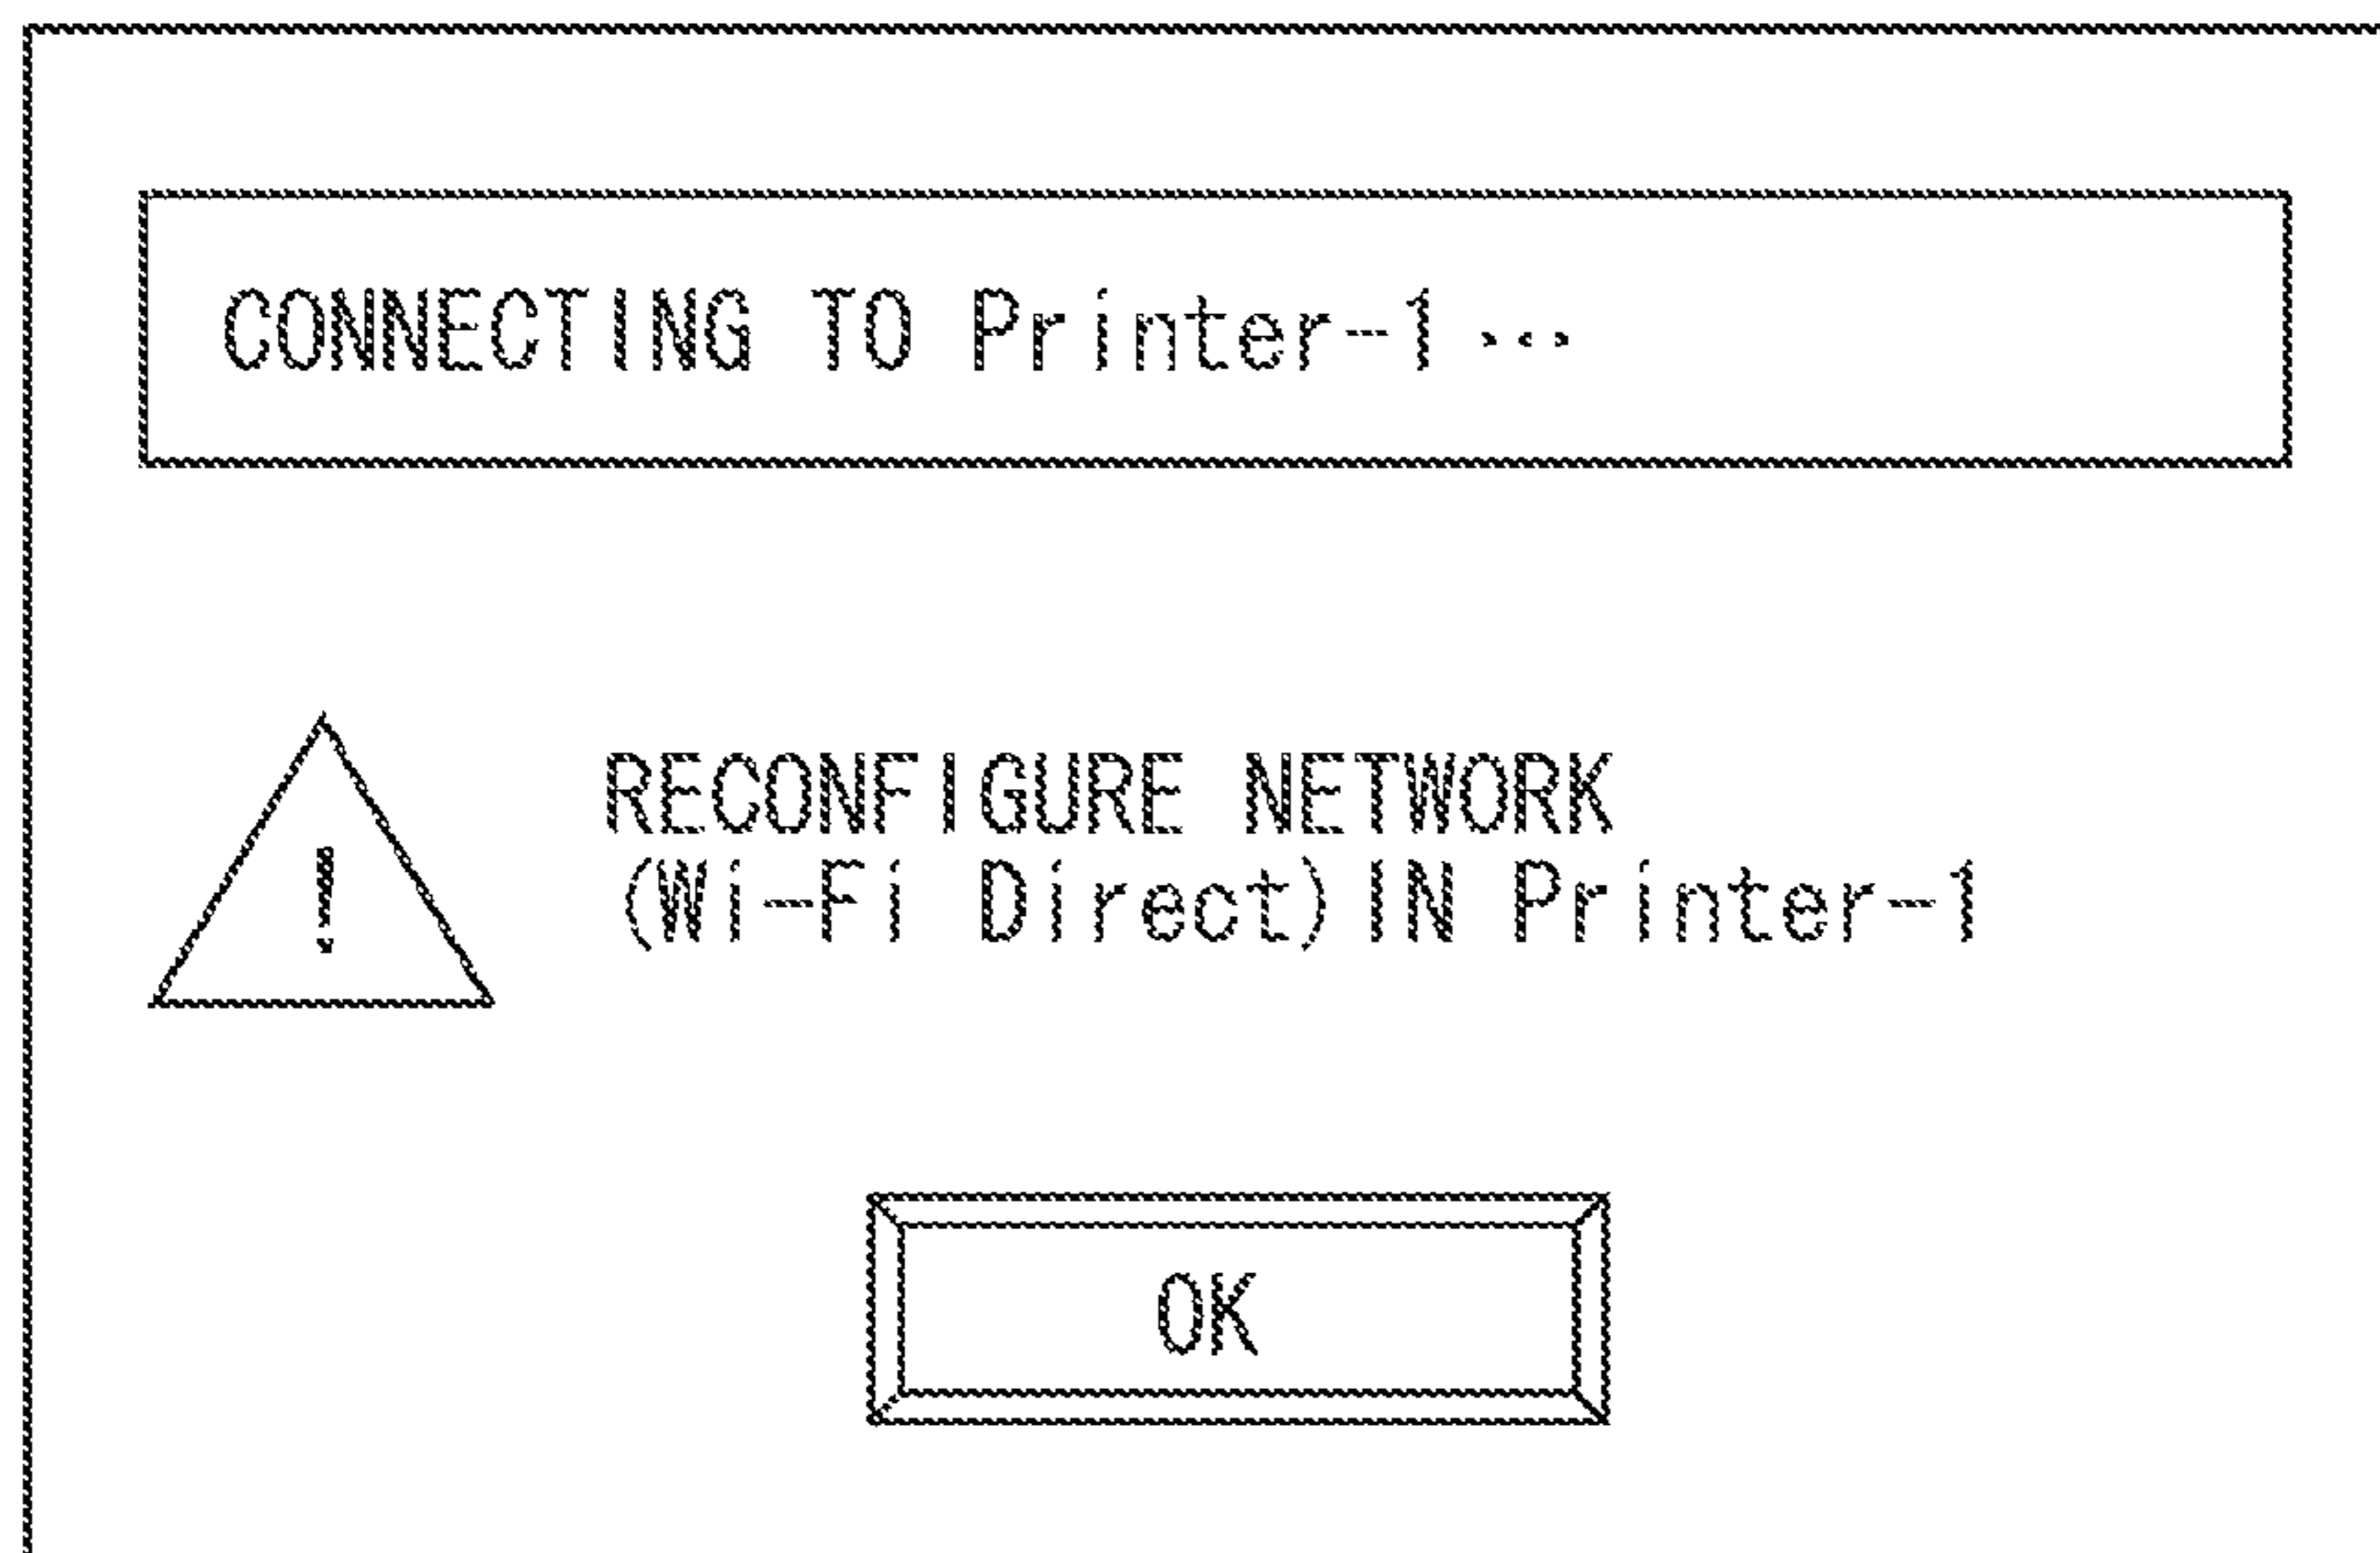 CONNECTING TO Printer-1 ...
!
RECONFIGURE NETWORK
(Wi-Fi Direct)IN Printer-1
OK